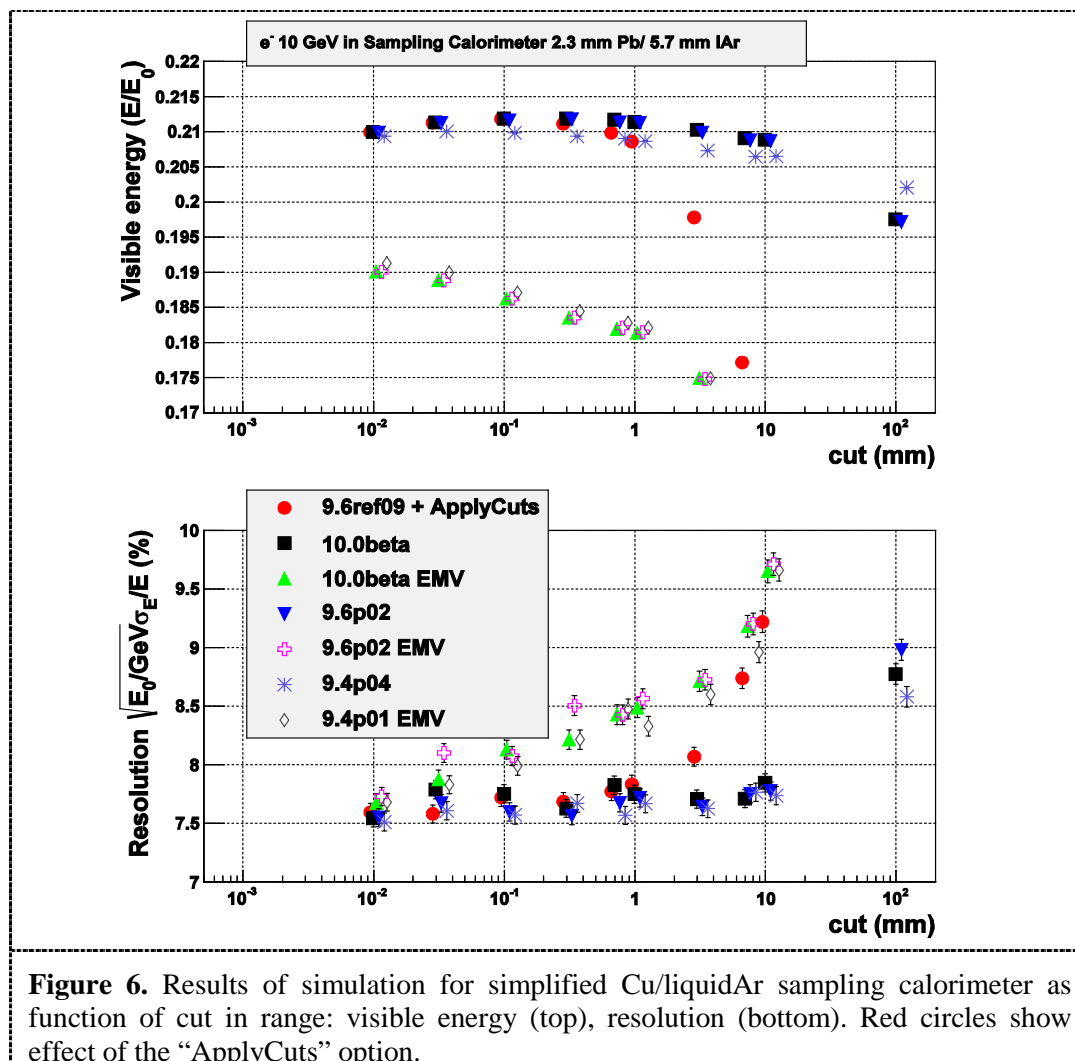 e- 10 GeV in Sampling Calorimeter 2.3 mm Pb/ 5.7 mm lAr
Visible energy (E/E0)
0.22
0.215
0.21
0.205
0.2
0.195
0.19
0.185
0.18
0.175
0.17
10^-3 10^-2 10^-1 1 10 10^2
cut (mm)
9.6ref09 + ApplyCuts
10.0beta
10.0beta EMV
9.6p02
9.6p02 EMV
9.4p04
9.4p01 EMV
Resolution √E0/GeVσE/E (%)
10
9.5
9
8.5
8
7.5
7
10^-3 10^-2 10^-1 1 10 10^2
cut (mm)
Figure 6. Results of simulation for simplified Cu/liquidAr sampling calorimeter as
function of cut in range: visible energy (top), resolution (bottom). Red circles show
effect of the “ApplyCuts” option.